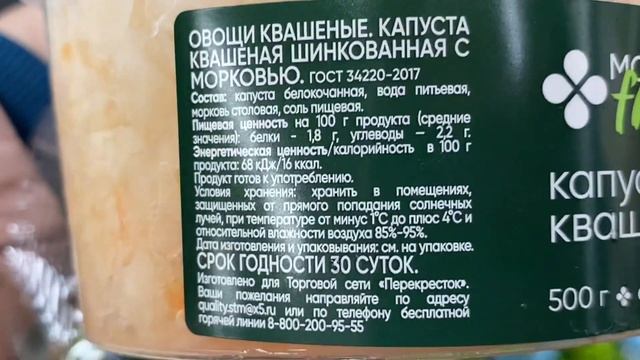 ОВОЩИ КВАШЕНЫЕ. КАПУСТА
КВАШЕНАЯ ШИНКОВАННАЯ С
МОРКОВЬЮ. ГОСТ 34220-2017
Состав: капуста белокочанная, вода питьевая,
морковь столовая, соль пищевая.
Пищевая ценность на 100 г продукта (средние
значения): белки - 1,8 г, углеводы — 2,2 г.
Энергетическая ценность/калорийность в 100 г
продукта: 68 кДж/16 ккал.
Продукт готов к употреблению.
Условия хранения: хранить в помещениях,
защищенных от прямого попадания солнечных
лучей, при температуре от минус 1°С до плюс 4°С и
относительной влажности воздуха 85%-95%.
Дата изготовления и упаковывания: см. на упаковке.
СРОК ГОДНОСТИ 30 СУТОК.
Изготовлено для Торговой сети «Перекресток».
Ваши пожелания направляйте по адресу
quality.stm@x5.ru или по телефону бесплатной
горячей линии 8-800-200-95-55
500 г